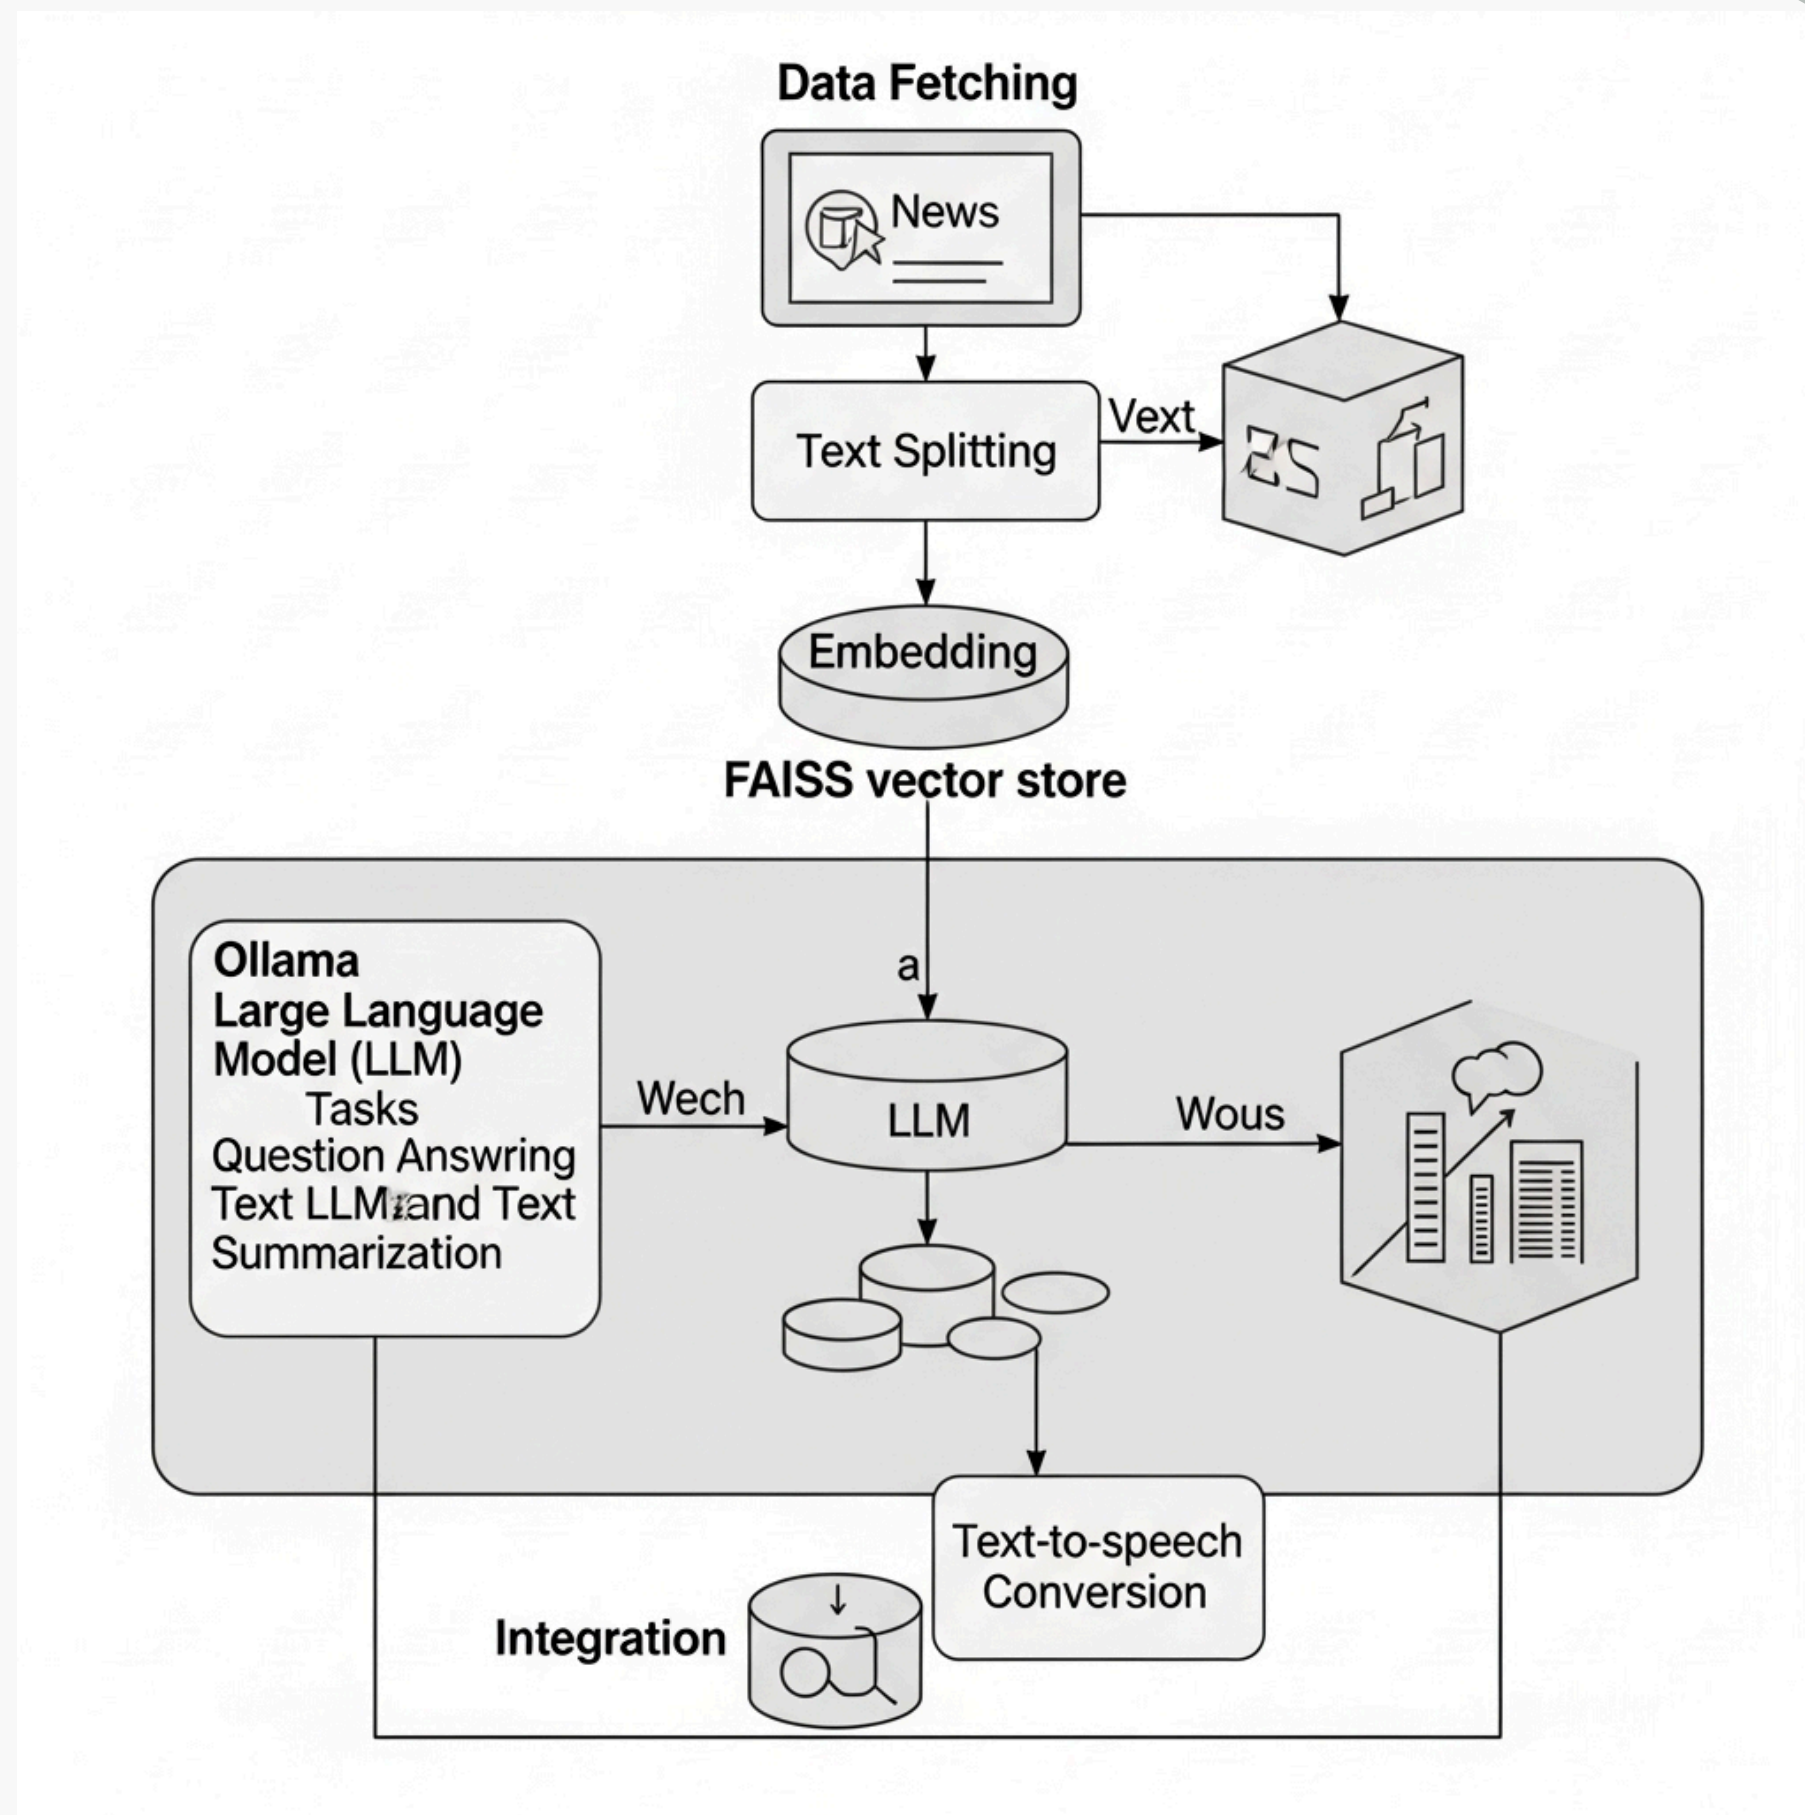 Data Fetching
News
Text Splitting
Vext
Embedding
FAISS vector store
a
Ollama
Large Language
Model (LLM)
Tasks
Question Answring
Text LLM and Text
Summarization
Wech
LLM
Wous
Text-to-speech
Conversion
Integration